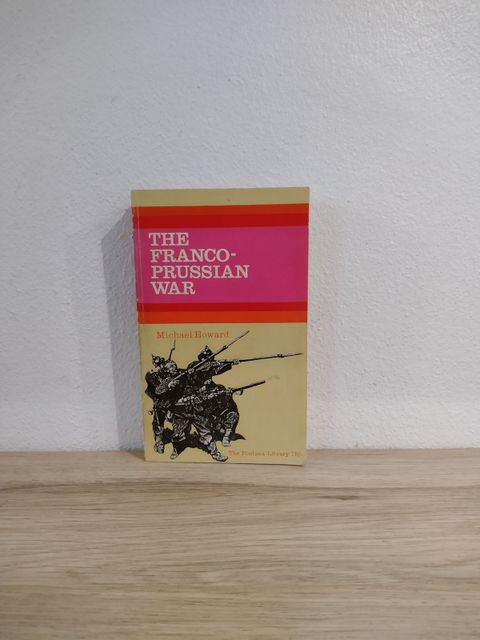 THE
FRANCO-
PRUSSIAN
WAR
Michael Howard
The Fontana Library